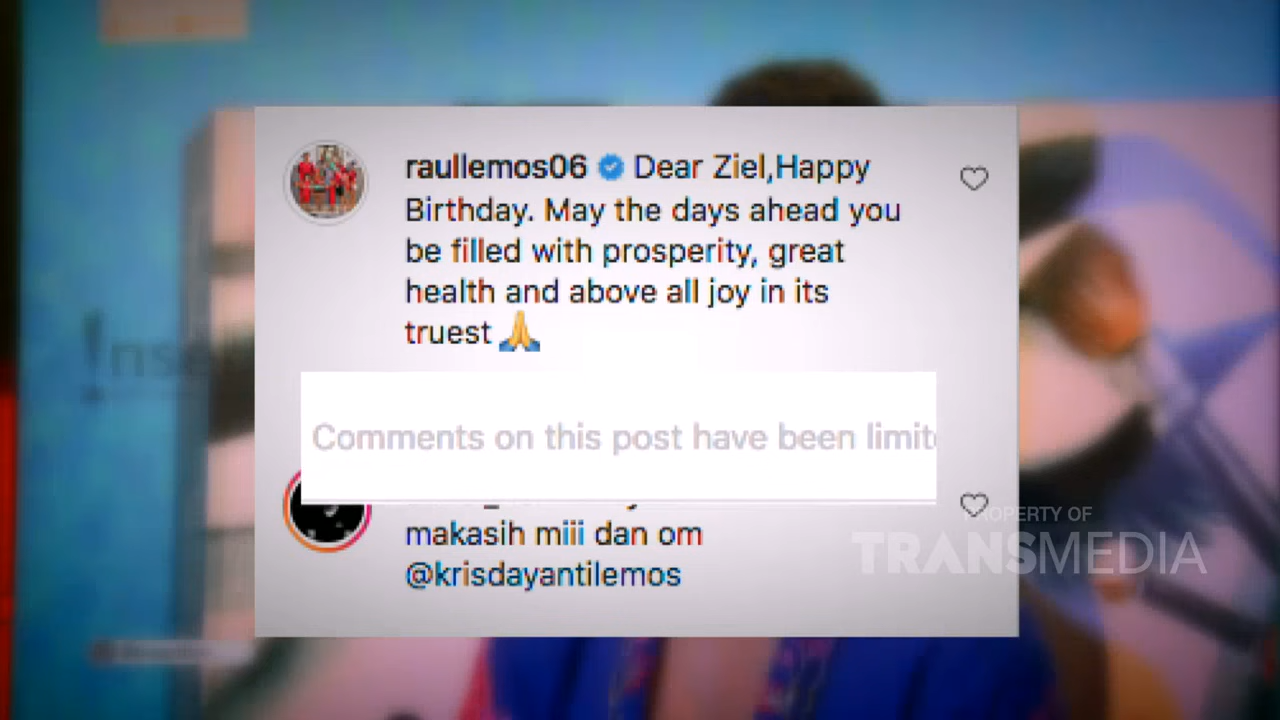 raullemos06 Dear Ziel,Happy
Birthday. May the days ahead you
be filled with prosperity, great
health and above all joy in its
truest 🙏
Comments on this post have been
makasih miii dan om
@krisdayantilemos
PROPERTY OF
TRANSMEDIA